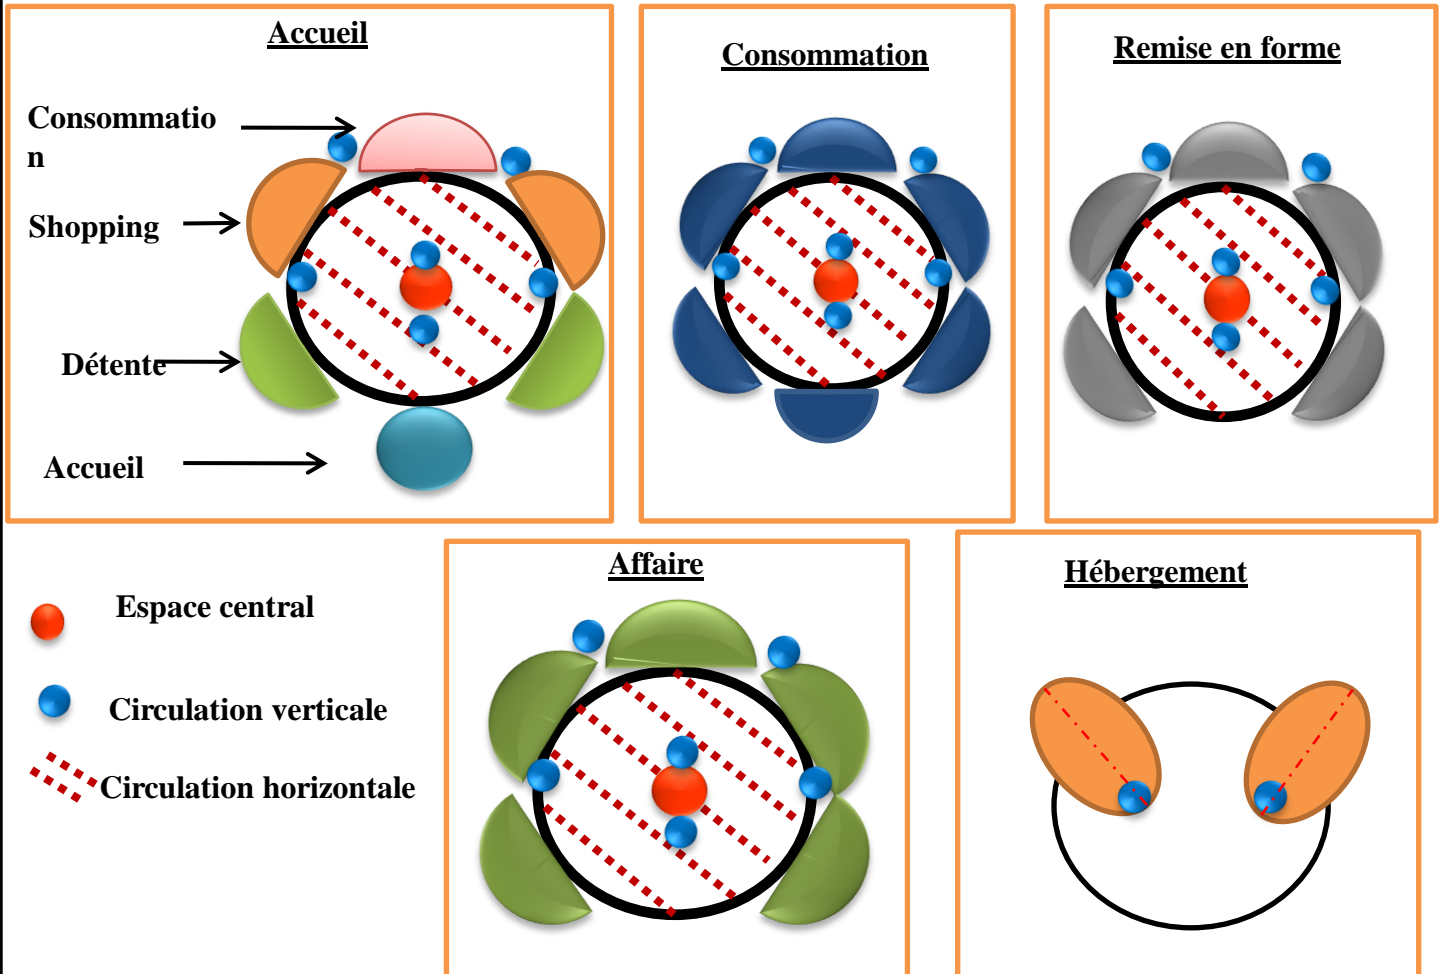 Accueil
Consommatio
n
Shopping
Détente
Accueil
Consommation
Remise en forme
Espace central
Circulation verticale
Circulation horizontale
Affaire
Hébergement